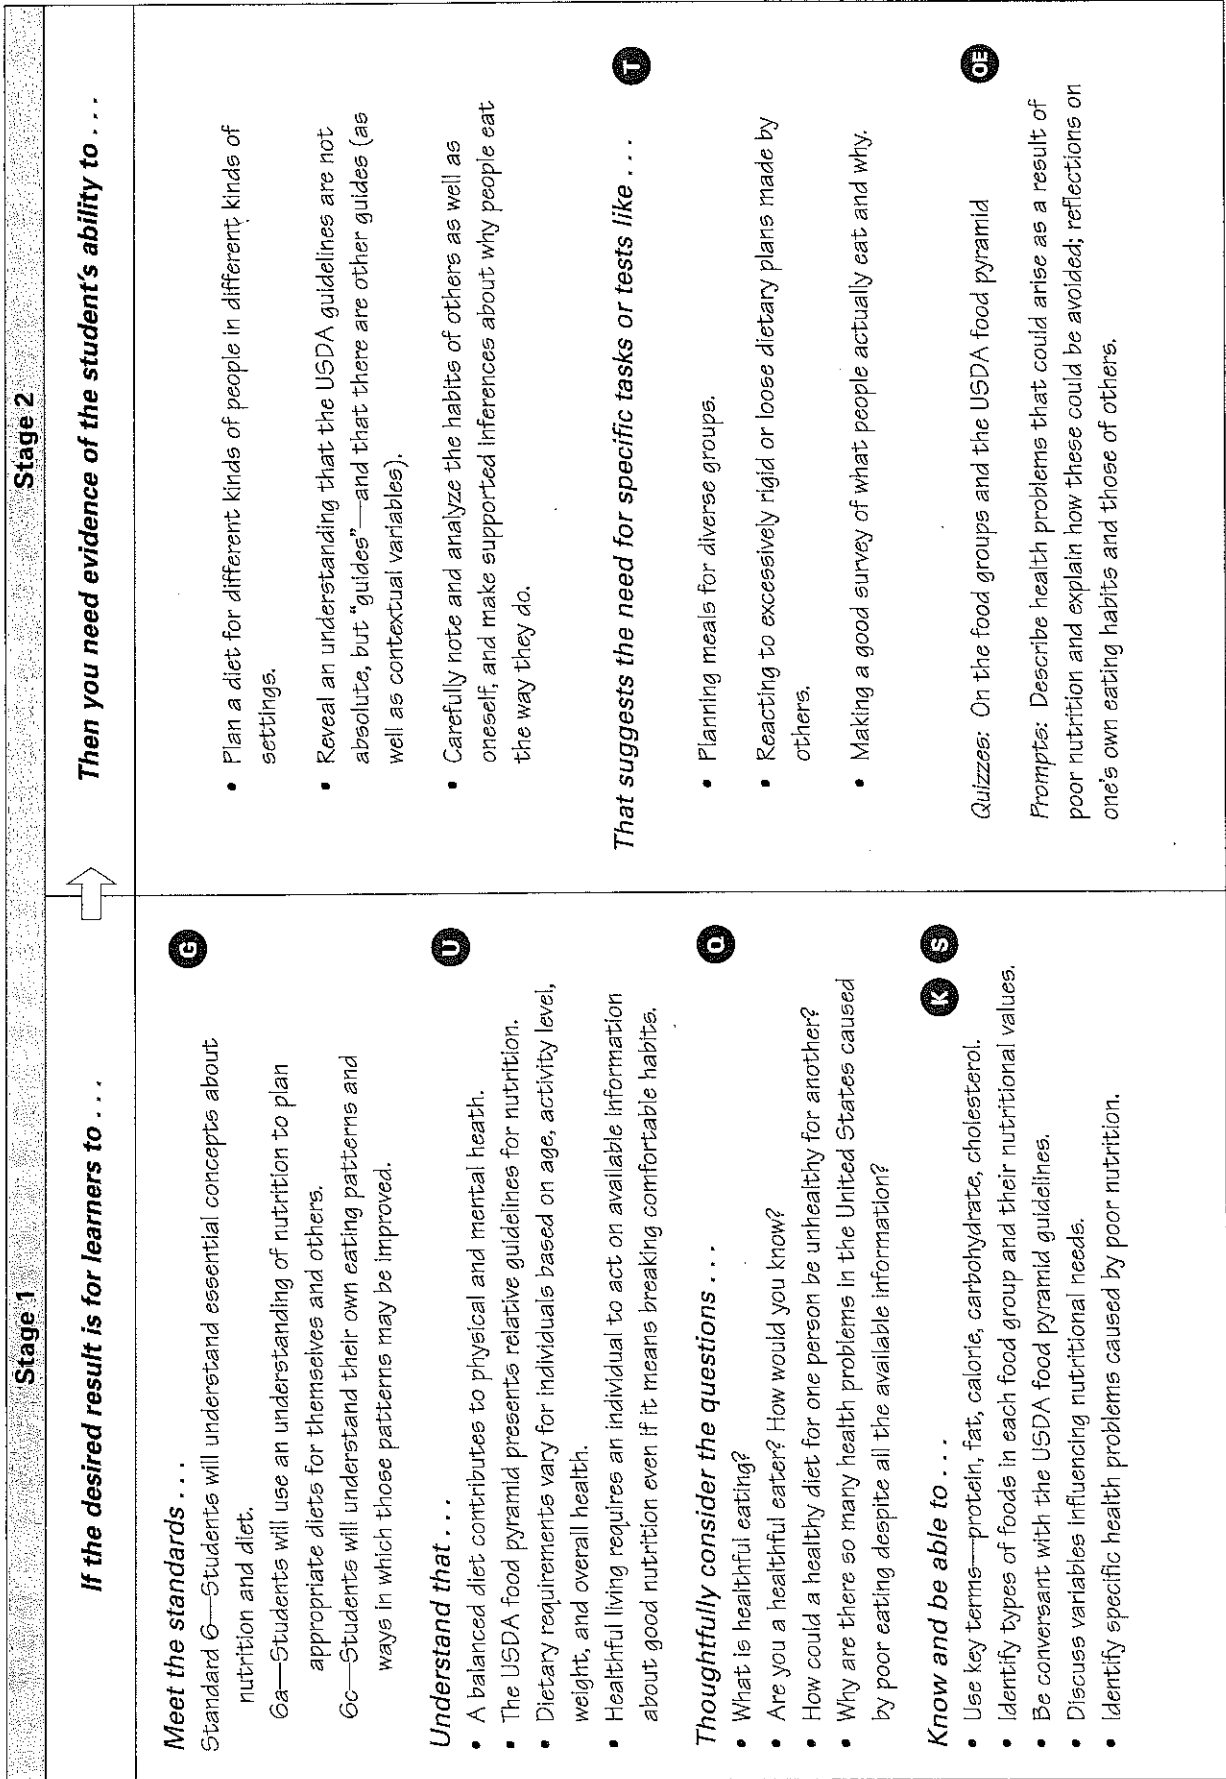 Stage 1
If the desired result is for learners to . . .
Meet the standards . . .
G
Standard 6—Students will understand essential concepts about
nutrition and diet.
6a—Students will use an understanding of nutrition to plan
appropriate diets for themselves and others.
6c—Students will understand their own eating patterns and
ways in which those patterns may be improved.
Understand that . . .
U
• A balanced diet contributes to physical and mental heath.
• The USDA food pyramid presents relative guidelines for nutrition.
• Dietary requirements vary for individuals based on age, activity level,
weight, and overall health.
• Healthful living requires an individual to act on available information
about good nutrition even if it means breaking comfortable habits.
Thoughtfully consider the questions . . .
Q
• What is healthful eating?
• Are you a healthful eater? How would you know?
• How could a healthy diet for one person be unhealthy for another?
• Why are there so many health problems in the United States caused
by poor eating despite all the available information?
Know and be able to . . .
K S
• Use key terms—protein, fat, calorie, carbohydrate, cholesterol.
• Identify types of foods in each food group and their nutritional values.
• Be conversant with the USDA food pyramid guidelines.
• Discuss variables influencing nutritional needs.
• Identify specific health problems caused by poor nutrition.
Stage 2
Then you need evidence of the student's ability to . . .
• Plan a diet for different kinds of people in different kinds of
settings.
• Reveal an understanding that the USDA guidelines are not
absolute, but "guides"—and that there are other guides (as
well as contextual variables).
• Carefully note and analyze the habits of others as well as
oneself, and make supported inferences about why people eat
the way they do.
That suggests the need for specific tasks or tests like . . .
T
• Planning meals for diverse groups.
• Reacting to excessively rigid or loose dietary plans made by
others.
• Making a good survey of what people actually eat and why.
OE
Quizzes: On the food groups and the USDA food pyramid
Prompts: Describe health problems that could arise as a result of
poor nutrition and explain how these could be avoided; reflections on
one's own eating habits and those of others.